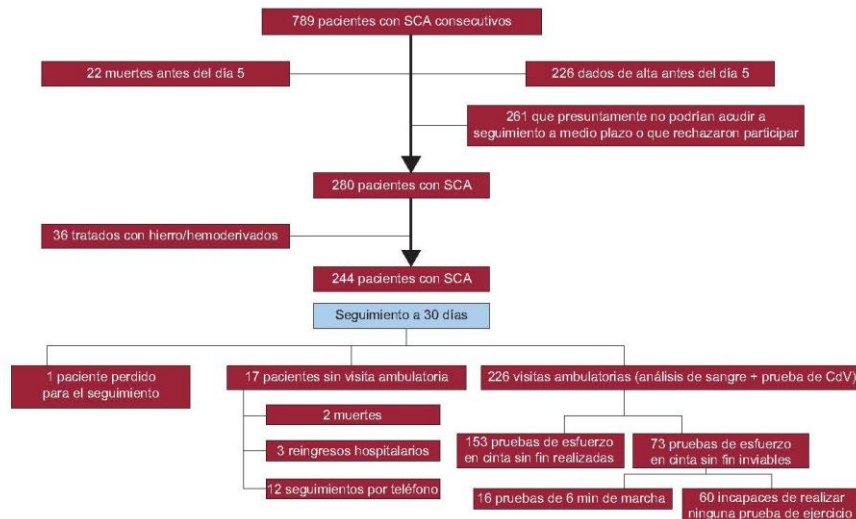 789 pacientes con SCA consecutivos
22 muertes antes del día 5
226 dados de alta antes del día 5
261 que presuntamente no podrían acudir a
seguimiento a medio plazo o que rechazaron participar
280 pacientes con SCA
36 tratados con hierro/hemoderivados
244 pacientes con SCA
Seguimiento a 30 días
1 paciente perdido
para el seguimiento
17 pacientes sin visita ambulatoria
2 muertes
3 reingresos hospitalarios
12 seguimientos por teléfono
226 visitas ambulatorias (análisis de sangre + prueba de CdV)
153 pruebas de esfuerzo
en cinta sin fin realizadas
73 pruebas de esfuerzo
en cinta sin fin inviables
16 pruebas de 6 min de marcha
60 incapaces de realizar
ninguna prueba de ejercicio